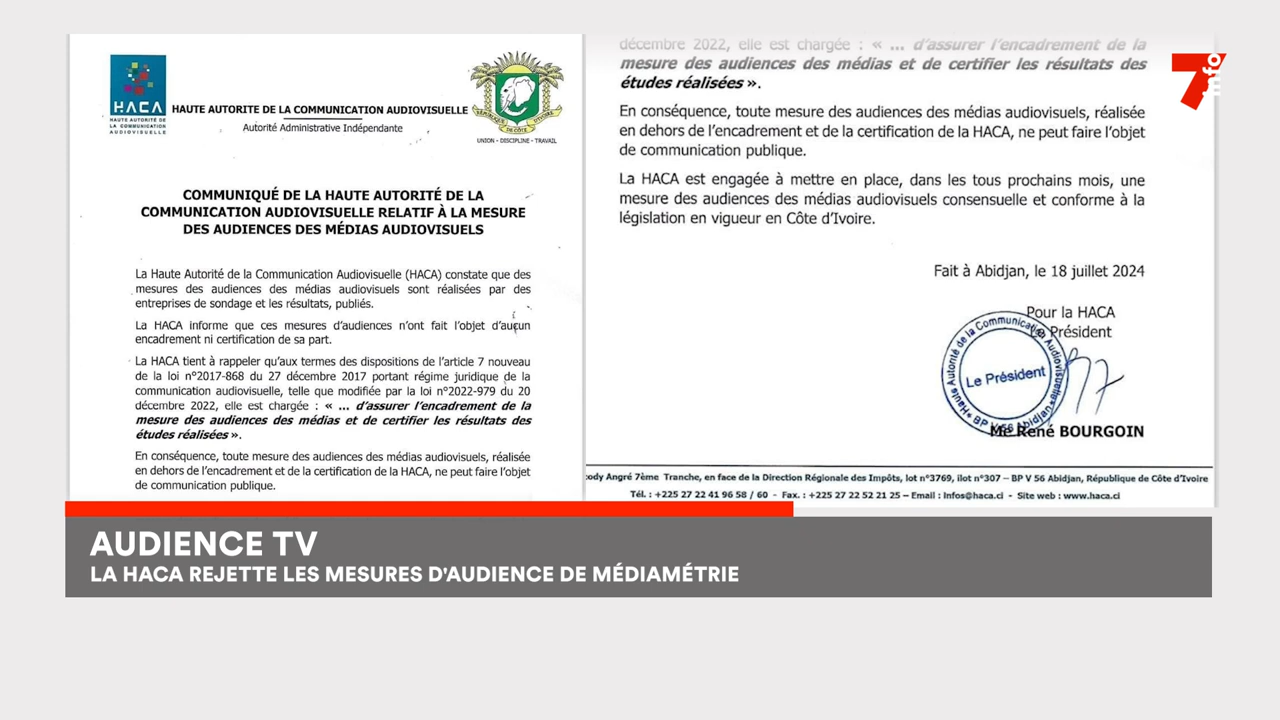 HACA
HAUTE AUTORITÉ DE
LA COMMUNICATION
AUDIOVISUELLE
HAUTE AUTORITE DE LA COMMUNICATION AUDIOVISUELLE
Autorité Administrative Indépendante
UNION - DISCIPLINE - TRAVAIL
COMMUNIQUÉ DE LA HAUTE AUTORITÉ DE LA
COMMUNICATION AUDIOVISUELLE RELATIF À LA MESURE
DES AUDIENCES DES MÉDIAS AUDIOVISUELS
La Haute Autorité de la Communication Audiovisuelle (HACA) constate que des
mesures des audiences des médias audiovisuels sont réalisées par des
entreprises de sondage et les résultats, publiés.
La HACA informe que ces mesures d'audiences n'ont fait l'objet d'aucun
encadrement ni certification de sa part.
La HACA tient à rappeler qu'aux termes des dispositions de l'article 7 nouveau
de la loi n°2017-868 du 27 décembre 2017 portant régime juridique de la
communication audiovisuelle, telle que modifiée par la loi n°2022-979 du 20
décembre 2022, elle est chargée : « ... d'assurer l'encadrement de la
mesure des audiences des médias et de certifier les résultats des
études réalisées ».
En conséquence, toute mesure des audiences des médias audiovisuels, réalisée
en dehors de l'encadrement et de la certification de la HACA, ne peut faire l'objet
de communication publique.
décembre 2022, elle est chargée : « ... d'assurer l'encadrement de la
mesure des audiences des médias et de certifier les résultats des
études réalisées ».
En conséquence, toute mesure des audiences des médias audiovisuels, réalisée
en dehors de l'encadrement et de la certification de la HACA, ne peut faire l'objet
de communication publique.
La HACA est engagée à mettre en place, dans les tous prochains mois, une
mesure des audiences des médias audiovisuels consensuelle et conforme à la
législation en vigueur en Côte d'Ivoire.
Fait à Abidjan, le 18 juillet 2024
Pour la HACA
Le Président
Haute Autorité de la Communication Audiovisuelle
Le Président
BP V 56 Abidjan
Me René BOURGOIN
ody Angré 7ème Tranche, en face de la Direction Régionale des Impôts, lot n°3769, ilot n°307 – BP V 56 Abidjan, République de Côte d'Ivoire
Tél. : +225 27 22 41 96 58 / 60 - Fax. : +225 27 22 52 21 25 – Email : Infos@haca.ci - Site web : www.haca.ci
7info
AUDIENCE TV
LA HACA REJETTE LES MESURES D'AUDIENCE DE MÉDIAMÉTRIE